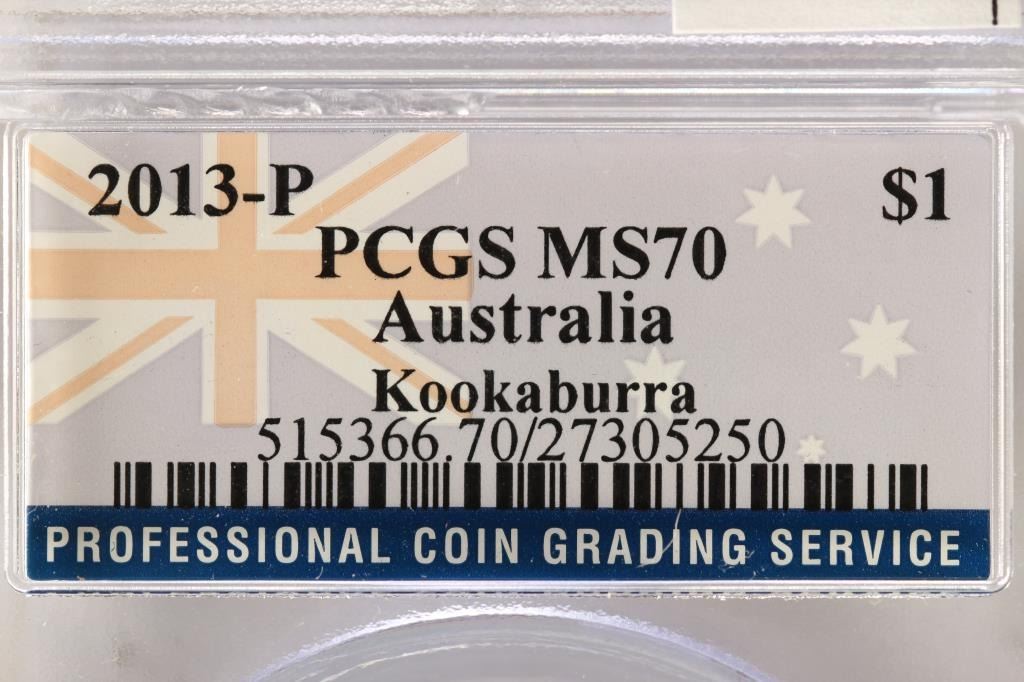 2013-P $1
PCGS MS70
Australia
Kookaburra
515366.70/27305250
PROFESSIONAL COIN GRADING SERVICE